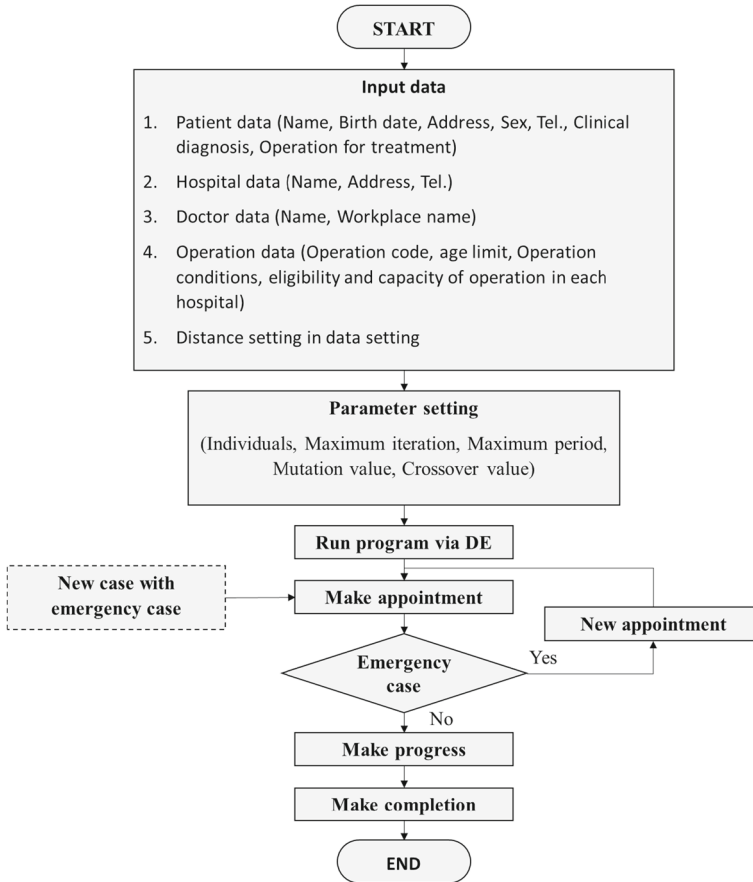 START
Input data
1. Patient data (Name, Birth date, Address, Sex, Tel., Clinical
diagnosis, Operation for treatment)
2. Hospital data (Name, Address, Tel.)
3. Doctor data (Name, Workplace name)
4. Operation data (Operation code, age limit, Operation
conditions, eligibility and capacity of operation in each
hospital)
5. Distance setting in data setting
Parameter setting
(Individuals, Maximum iteration, Maximum period,
Mutation value, Crossover value)
Run program via DE
New case with
emergency case
Make appointment
New appointment
Emergency
case
Yes
No
Make progress
Make completion
END